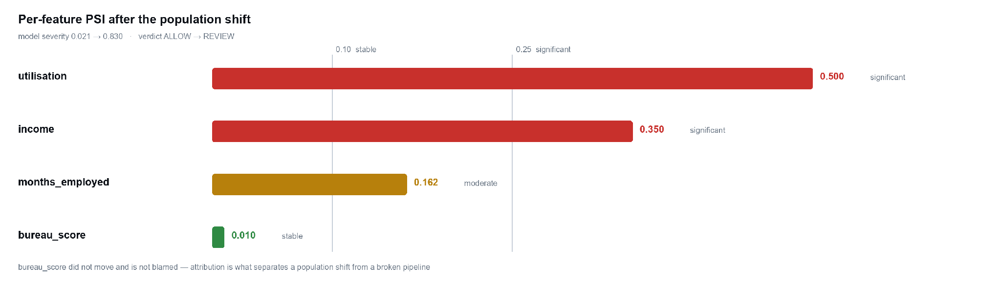 Per-feature PSI after the population shift
model severity 0.021 → 0.830 · verdict ALLOW → REVIEW
0.10 stable 0.25 significant
utilisation 0.500 significant
income 0.350 significant
months_employed 0.162 moderate
bureau_score 0.010 stable
bureau_score did not move and is not blamed — attribution is what separates a population shift from a broken pipeline